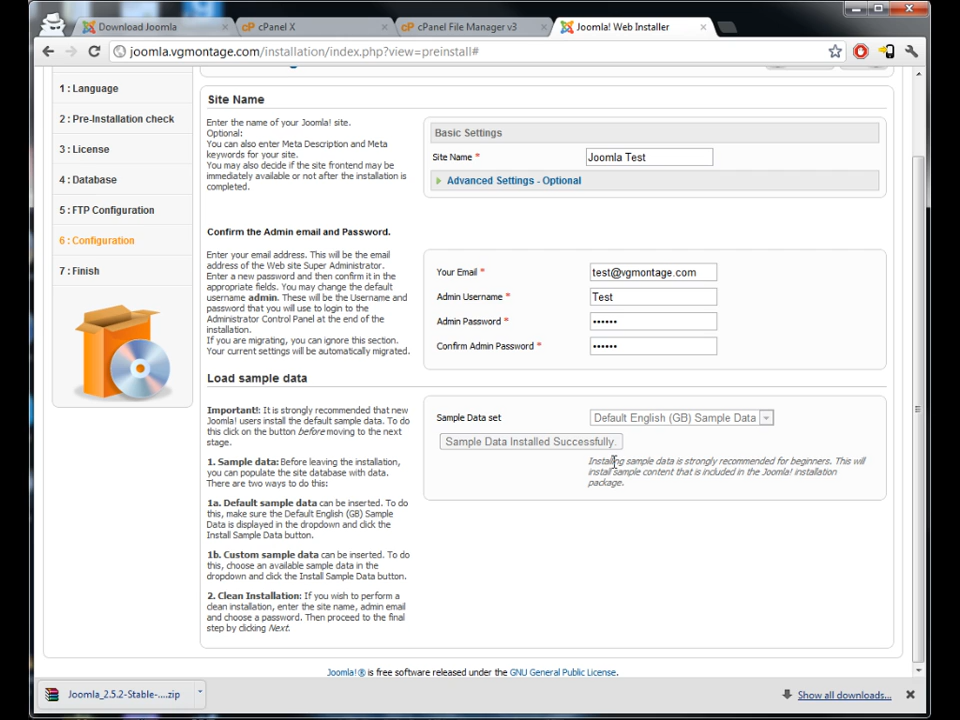 Download Joomla
cPanel X
cPanel File Manager v3
Joomla! Web Installer
joomla.vgmontage.com/installation/index.php?view=preinstall#
1 : Language
2 : Pre-Installation check
3 : License
4 : Database
5 : FTP Configuration
6 : Configuration
7 : Finish
Site Name
Enter the name of your Joomla! site.
Optional:
You can also enter Meta Description and Meta
keywords for your site.
You may also decide if the site frontend may be
immediately available or not after the installation is
completed.
Basic Settings
Site Name * Joomla Test
Advanced Settings - Optional
Confirm the Admin email and Password.
Enter your email address. This will be the email
address of the Web site Super Administrator.
Enter a new password and then confirm it in the
appropriate fields. You may change the default
username admin. These will be the Username and
password that you will use to login to the
Administrator Control Panel at the end of the
installation.
If you are migrating, you can ignore this section.
Your current settings will be automatically migrated.
Your Email * test@vgmontage.com
Admin Username * Test
Admin Password * ••••••
Confirm Admin Password * ••••••
Load sample data
Important!: It is strongly recommended that new
Joomla! users install the default sample data. To do
this click on the button before moving to the next
stage.
1. Sample data: Before leaving the installation,
you can populate the site database with data.
There are two ways to do this:
1a. Default sample data can be inserted. To do
this, make sure the Default English (GB) Sample
Data is displayed in the dropdown and click the
Install Sample Data button.
1b. Custom sample data can be inserted. To do
this, choose an available sample data in the
dropdown and click the Install Sample Data button.
2. Clean Installation: If you wish to perform a
clean installation, enter the site name, admin email
and choose a password. Then proceed to the final
step by clicking Next.
Sample Data set Default English (GB) Sample Data
Sample Data Installed Successfully.
Installing sample data is strongly recommended for beginners. This will
install sample content that is included in the Joomla! installation
package.
Joomla!® is free software released under the GNU General Public License.
Joomla_2.5.2-Stable-....zip
Show all downloads...